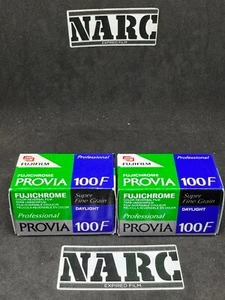 NARC
EXPIRED FILM
FUJIFILM
Professional
FUJICHROME
PROVIA 100F
FUJICHROME
Super
Fine Grain
DAYLIGHT
Professional
PROVIA 100F
FUJIFILM
Professional
FUJICHROME
PROVIA 100F
FUJICHROME
Super
Fine Grain
DAYLIGHT
Professional
PROVIA 100F
NARC
EXPIRED FILM